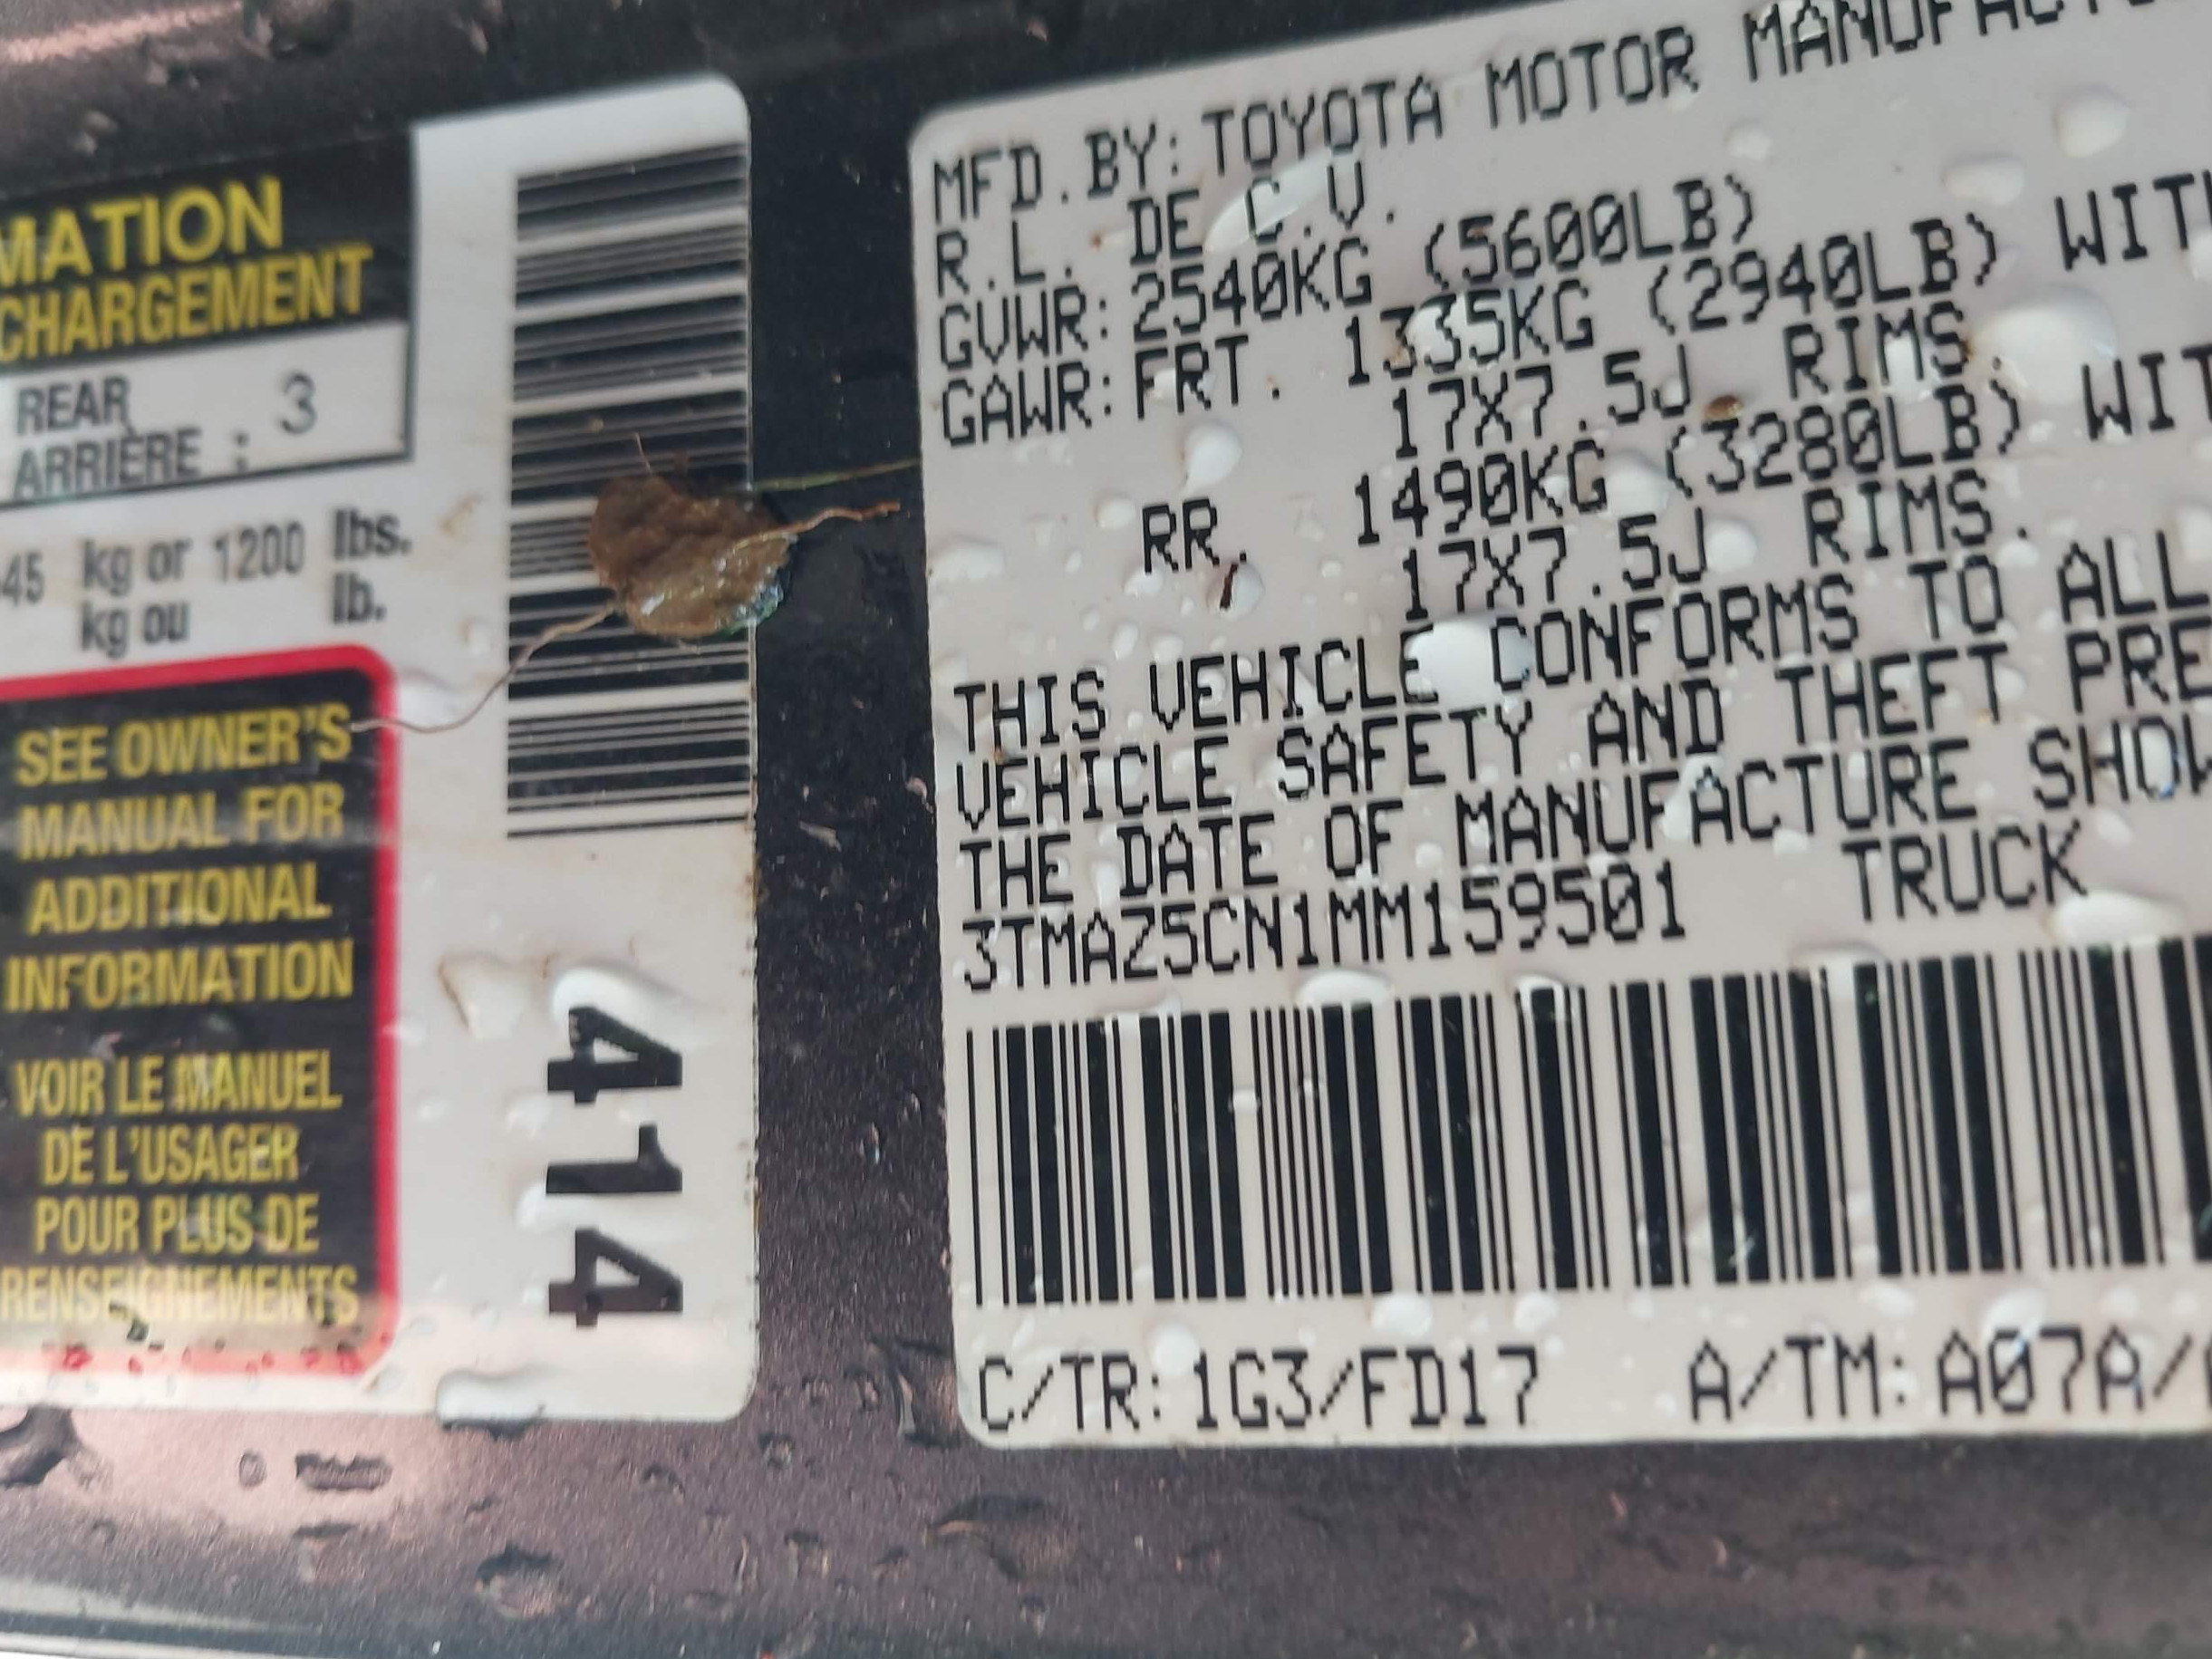 MATION
CHARGEMENT
REAR
ARRIÈRE : 3
45 kg or 1200 lbs.
kg ou lb.
SEE OWNER'S
MANUAL FOR
ADDITIONAL
INFORMATION
VOIR LE MANUEL
DE L'USAGER
POUR PLUS DE
RENSEIGNEMENTS
414
MFD.BY: TOYOTA MOTOR
R.L. DE C.V.
GVWR: 2540KG (5600LB)
GAWR: FRT. 1335KG (2940LB) WIT
17X7.5J RIMS.
RR. 1490KG (3280LB) WIT
17X7.5J RIMS.
THIS VEHICLE CONFORMS TO ALL
VEHICLE SAFETY AND THEFT PRE
THE DATE OF MANUFACTURE SHOW
3TMAZ5CN1MM159501 TRUCK
C/TR: 1G3/FD17 A/TM: A07A/